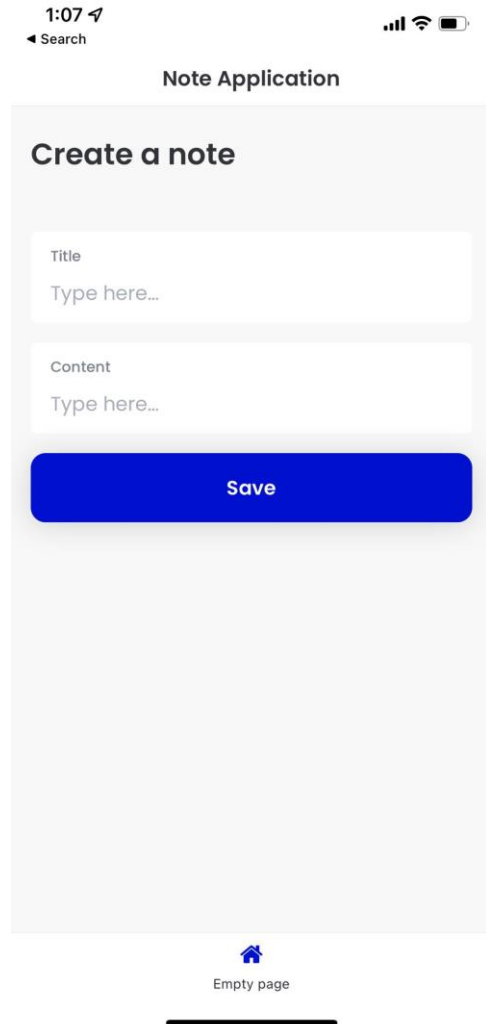 1:07
◀ Search
Note Application
Create a note
Title
Type here...
Content
Type here...
Save
Empty page